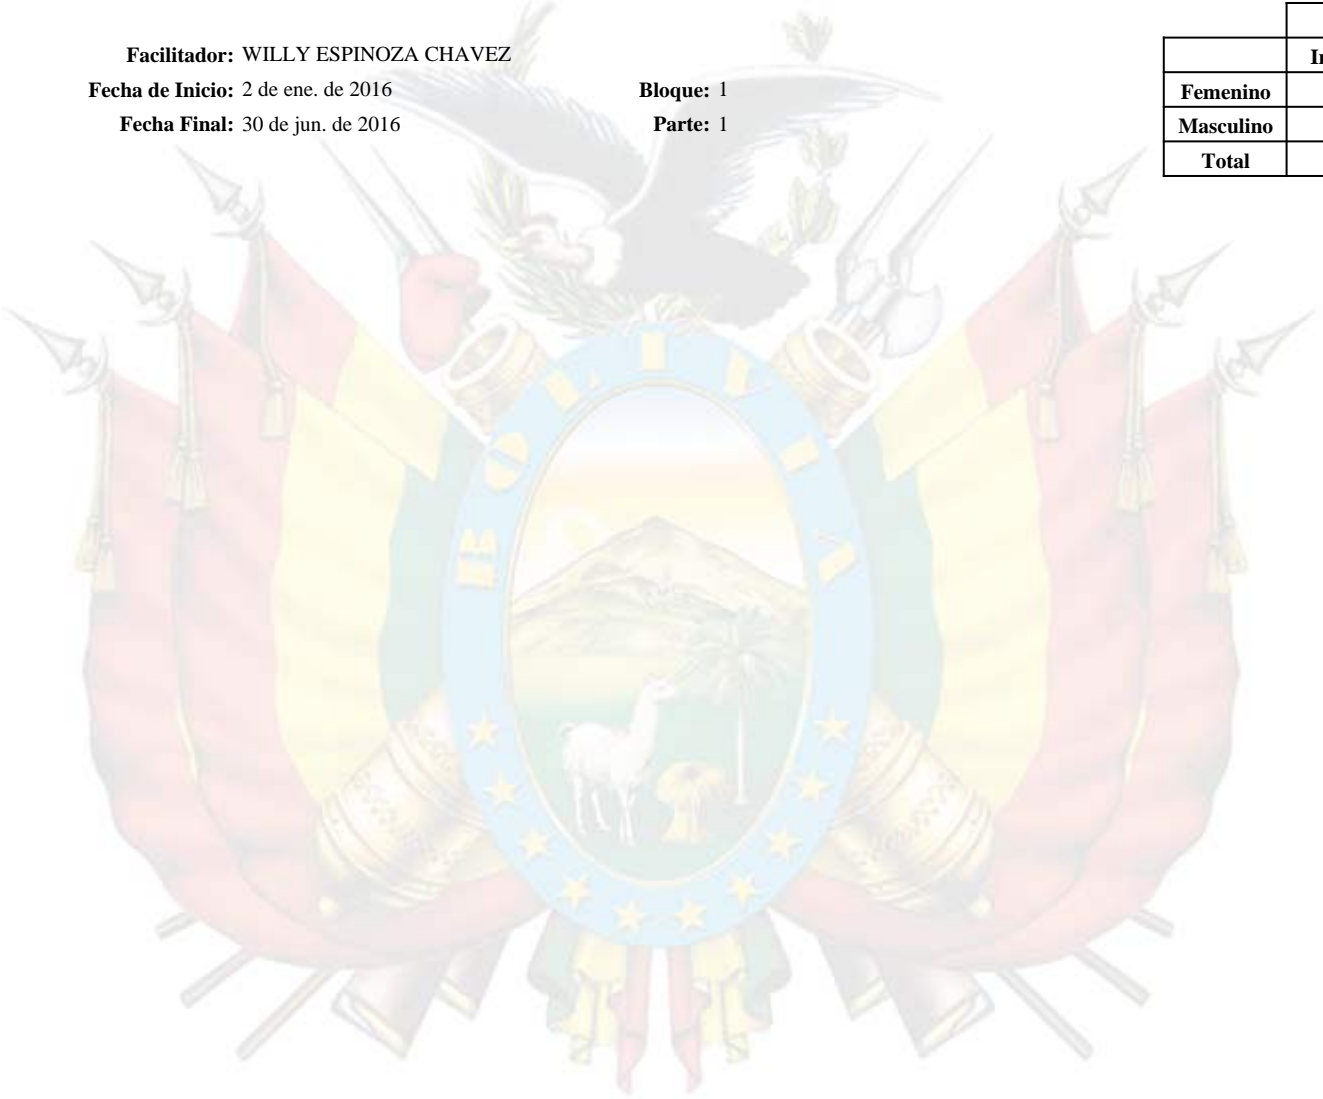 Facilitador: WILLY ESPINOZA CHAVEZ
Fecha de Inicio: 2 de ene. de 2016 Bloque: 1
Fecha Final: 30 de jun. de 2016 Parte: 1
Femenino
Masculino
Total
BOLIVIA